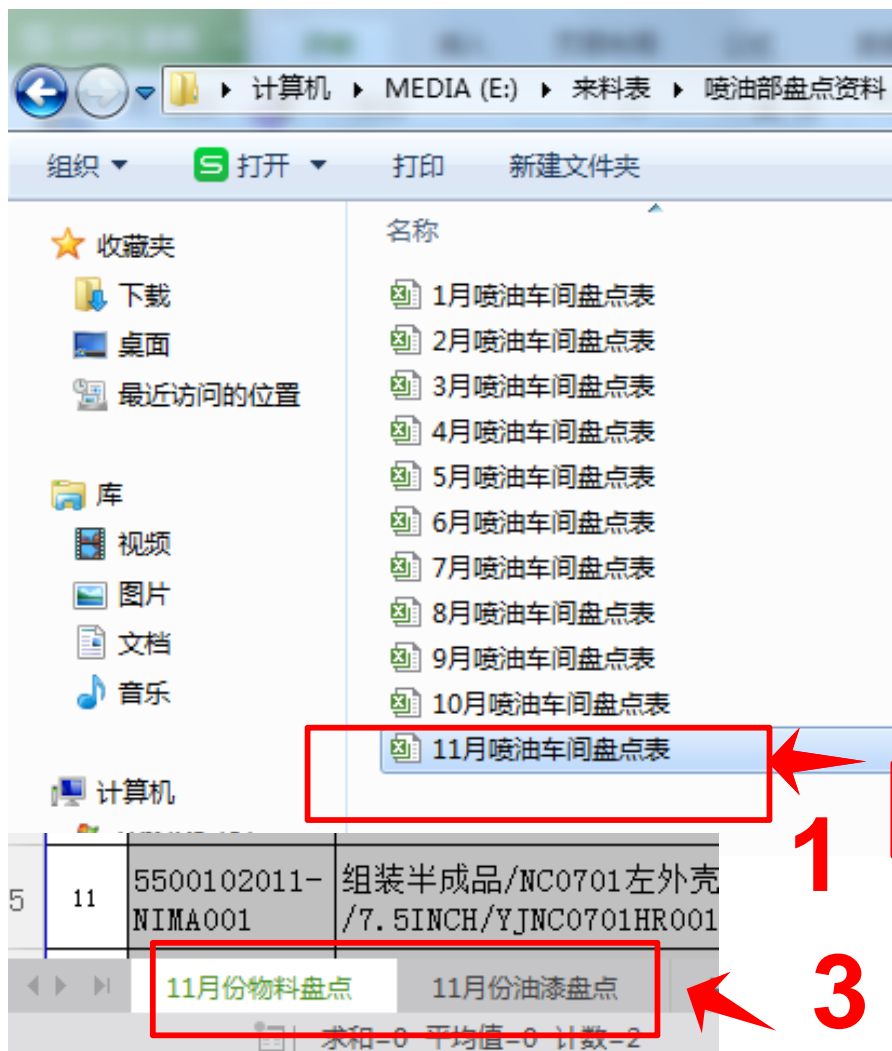 计算机 MEDIA (E:) 来料表 喷油部盘点资料
组织 打开 打印 新建文件夹
名称
收藏夹
下载
桌面
最近访问的位置
库
视频
图片
文档
音乐
计算机
1月喷油车间盘点表
2月喷油车间盘点表
3月喷油车间盘点表
4月喷油车间盘点表
5月喷油车间盘点表
6月喷油车间盘点表
7月喷油车间盘点表
8月喷油车间盘点表
9月喷油车间盘点表
10月喷油车间盘点表
11月喷油车间盘点表
1
5 11 5500102011- 组装半成品/NC0701左外壳
NIMA001 /7.5INCH/YJNC0701HR001
11月份物料盘点 11月份油漆盘点
3
求和=0 平均值=0 计数=2